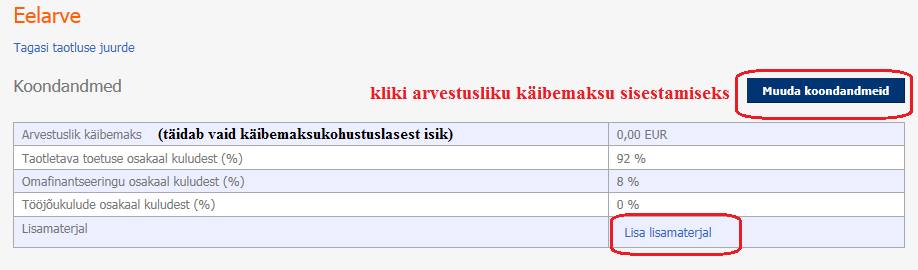 Eelarve
Tagasi taotluse juurde
Koondandmed kliki arvestusliku käibemaksu sisestamiseks Muuda koondandmeid
Arvestuslik käibemaks (täidab vaid käibemaksukohustuslasest isik) 0,00 EUR
Taotletava toetuse osakaal kuludest (%) 92 %
Omafinantseeringu osakaal kuludest (%) 8 %
Tööjõukulude osakaal kuludest (%) 0 %
Lisamaterjal Lisa lisamaterjal